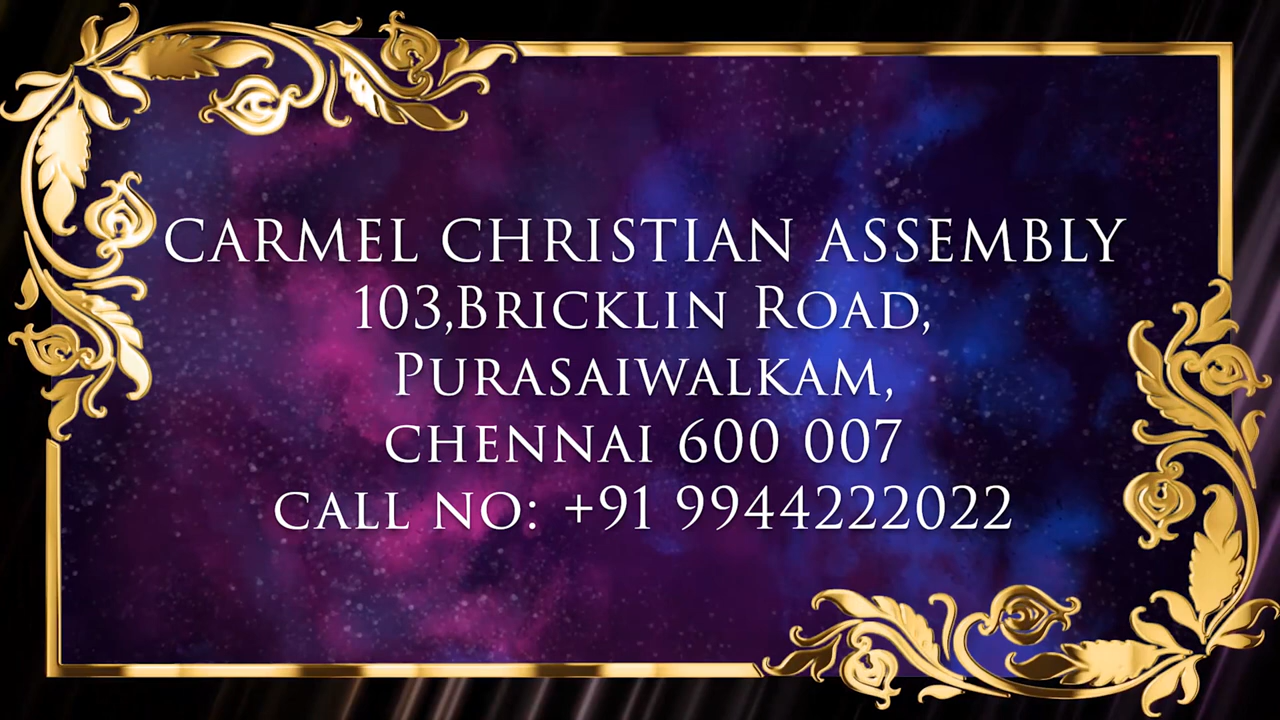 CARMEL CHRISTIAN ASSEMBLY
103,BRICKLIN ROAD,
PURASAIWALKAM,
CHENNAI 600 007
CALL NO: +91 9944222022